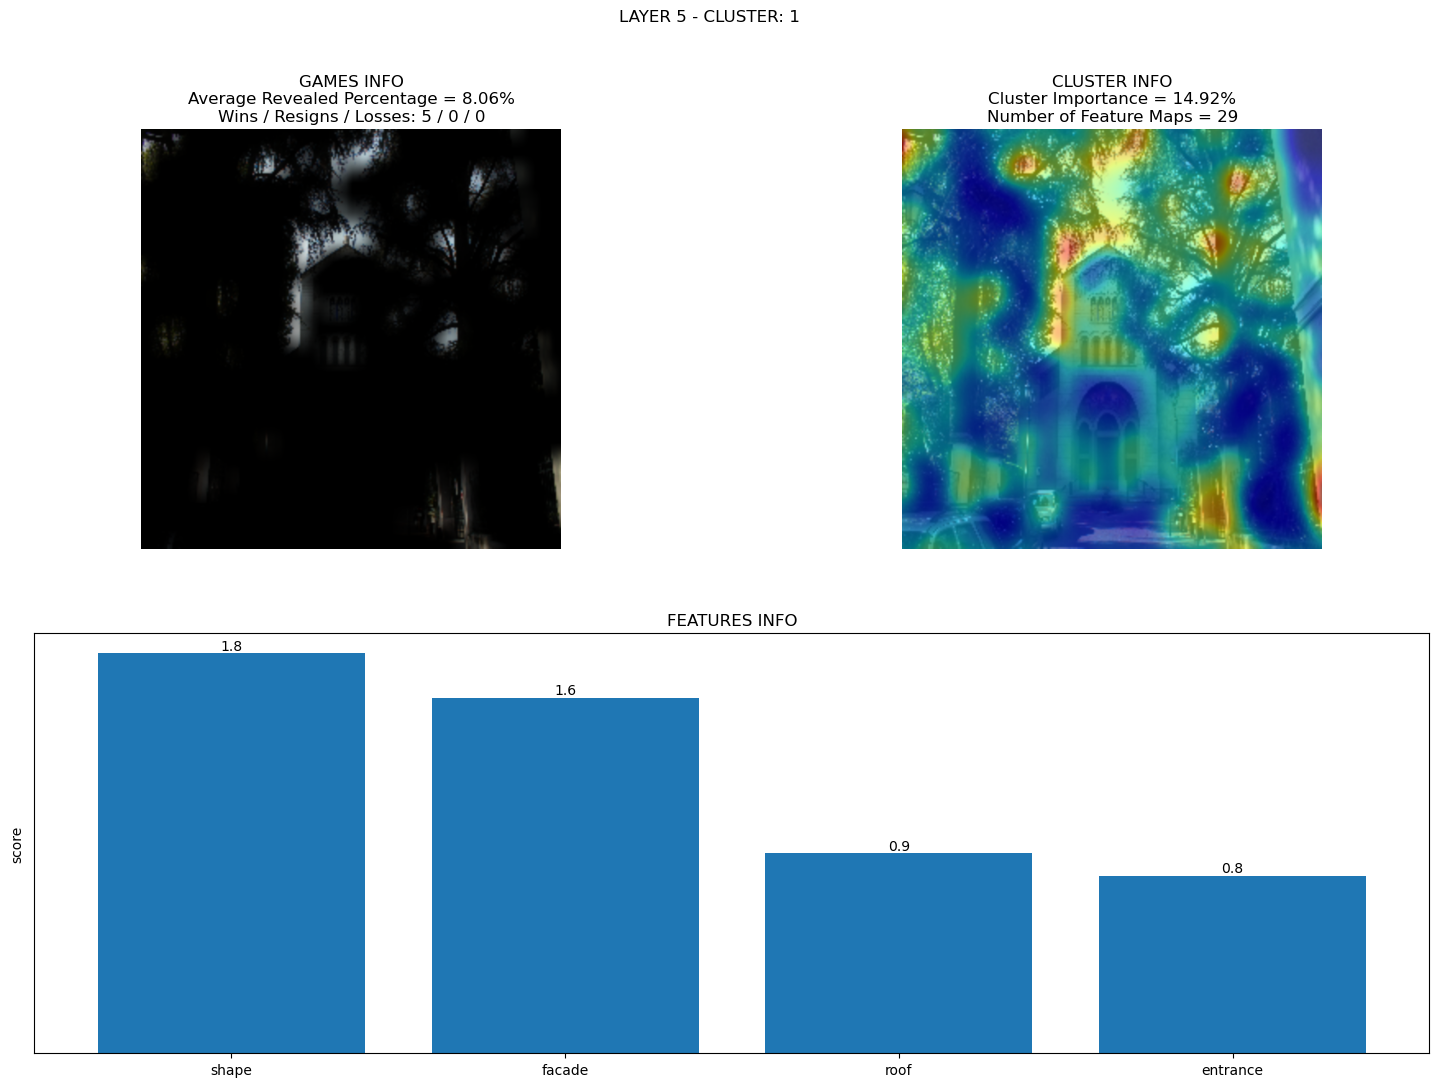 LAYER 5 - CLUSTER: 1
GAMES INFO
Average Revealed Percentage = 8.06%
Wins / Resigns / Losses: 5 / 0 / 0
CLUSTER INFO
Cluster Importance = 14.92%
Number of Feature Maps = 29
FEATURES INFO
score
1.8
1.6
0.9
0.8
shape
facade
roof
entrance